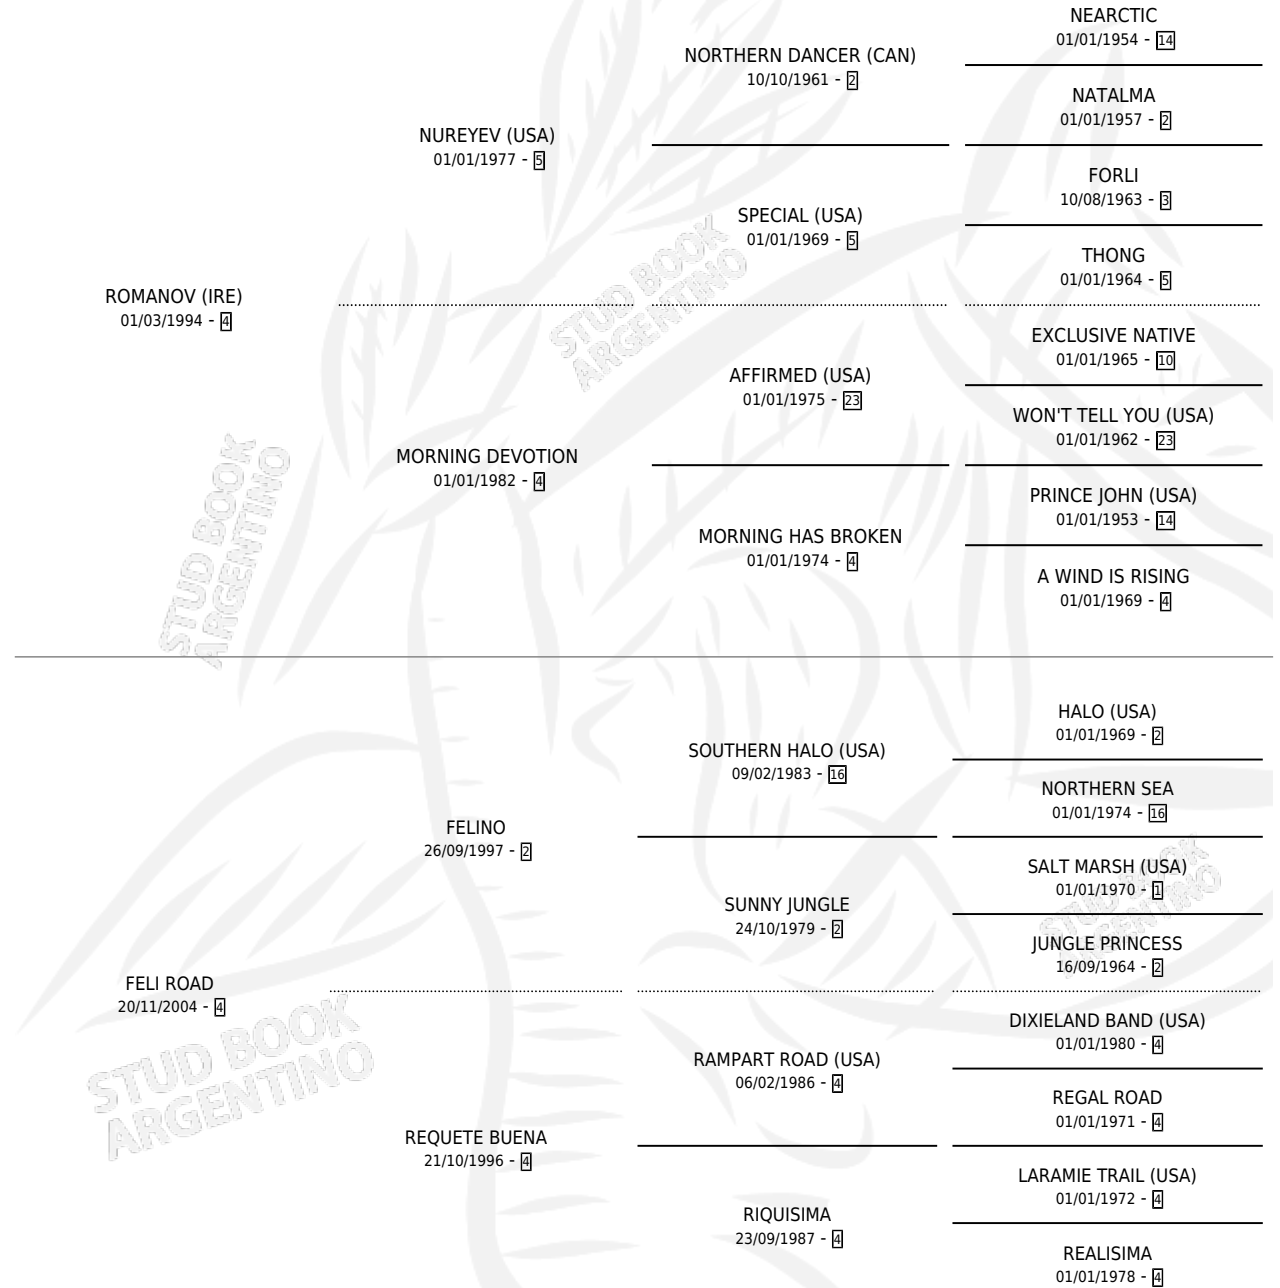 NEARCTIC
01/01/1954 - 14
NORTHERN DANCER (CAN)
10/10/1961 - 2
NATALMA
01/01/1957 - 2
NUREYEV (USA)
01/01/1977 - 5
FORLI
10/08/1963 - 3
SPECIAL (USA)
01/01/1969 - 5
THONG
01/01/1964 - 5
ROMANOV (IRE)
01/03/1994 - 4
EXCLUSIVE NATIVE
01/01/1965 - 10
AFFIRMED (USA)
01/01/1975 - 23
WON'T TELL YOU (USA)
01/01/1962 - 23
MORNING DEVOTION
01/01/1982 - 4
PRINCE JOHN (USA)
01/01/1953 - 14
MORNING HAS BROKEN
01/01/1974 - 4
A WIND IS RISING
01/01/1969 - 4
STUD BOOK
ARGENTINO
STUD BOOK
ARGENTINO
HALO (USA)
01/01/1969 - 2
SOUTHERN HALO (USA)
09/02/1983 - 16
NORTHERN SEA
01/01/1974 - 16
FELINO
26/09/1997 - 2
SALT MARSH (USA)
01/01/1970 - 1
SUNNY JUNGLE
24/10/1979 - 2
JUNGLE PRINCESS
16/09/1964 - 2
STUD BOOK
ARGENTINO
FELI ROAD
20/11/2004 - 4
DIXIELAND BAND (USA)
01/01/1980 - 4
RAMPART ROAD (USA)
06/02/1986 - 4
REGAL ROAD
01/01/1971 - 4
REQUETE BUENA
21/10/1996 - 4
LARAMIE TRAIL (USA)
01/01/1972 - 4
RIQUISIMA
23/09/1987 - 4
REALISIMA
01/01/1978 - 4
STUD BOOK
ARGENTINO